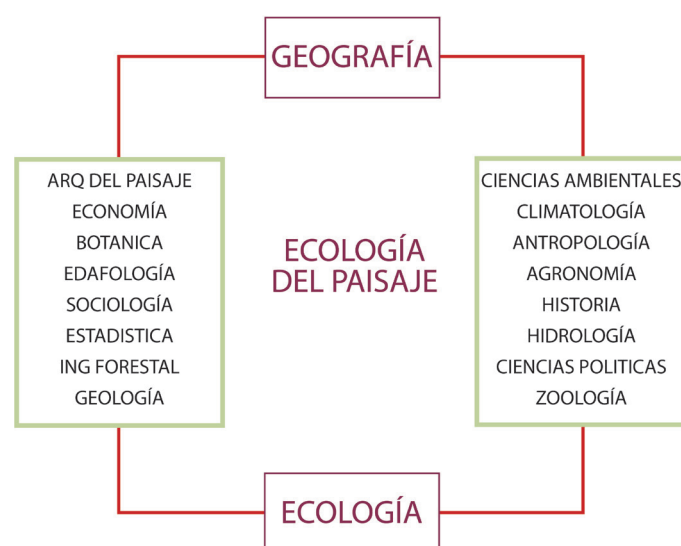 GEOGRAFÍA
ARQ DEL PAISAJE
ECONOMÍA
BOTANICA
EDAFOLOGÍA
SOCIOLOGÍA
ESTADISTICA
ING FORESTAL
GEOLOGÍA
ECOLOGÍA
DEL PAISAJE
CIENCIAS AMBIENTALES
CLIMATOLOGÍA
ANTROPOLOGÍA
AGRONOMÍA
HISTORIA
HIDROLOGÍA
CIENCIAS POLITICAS
ZOOLOGÍA
ECOLOGÍA